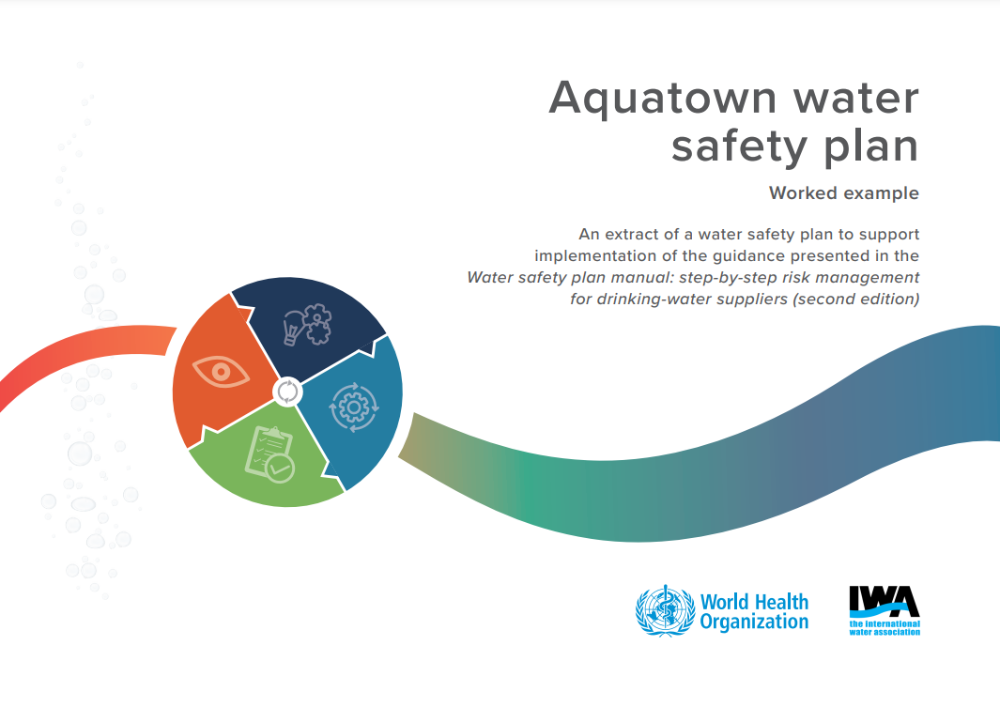 Aquatown water
safety plan
Worked example
An extract of a water safety plan to support
implementation of the guidance presented in the
Water safety plan manual: step-by-step risk management
for drinking-water suppliers (second edition)
World Health
Organization
IWA
the international
water association